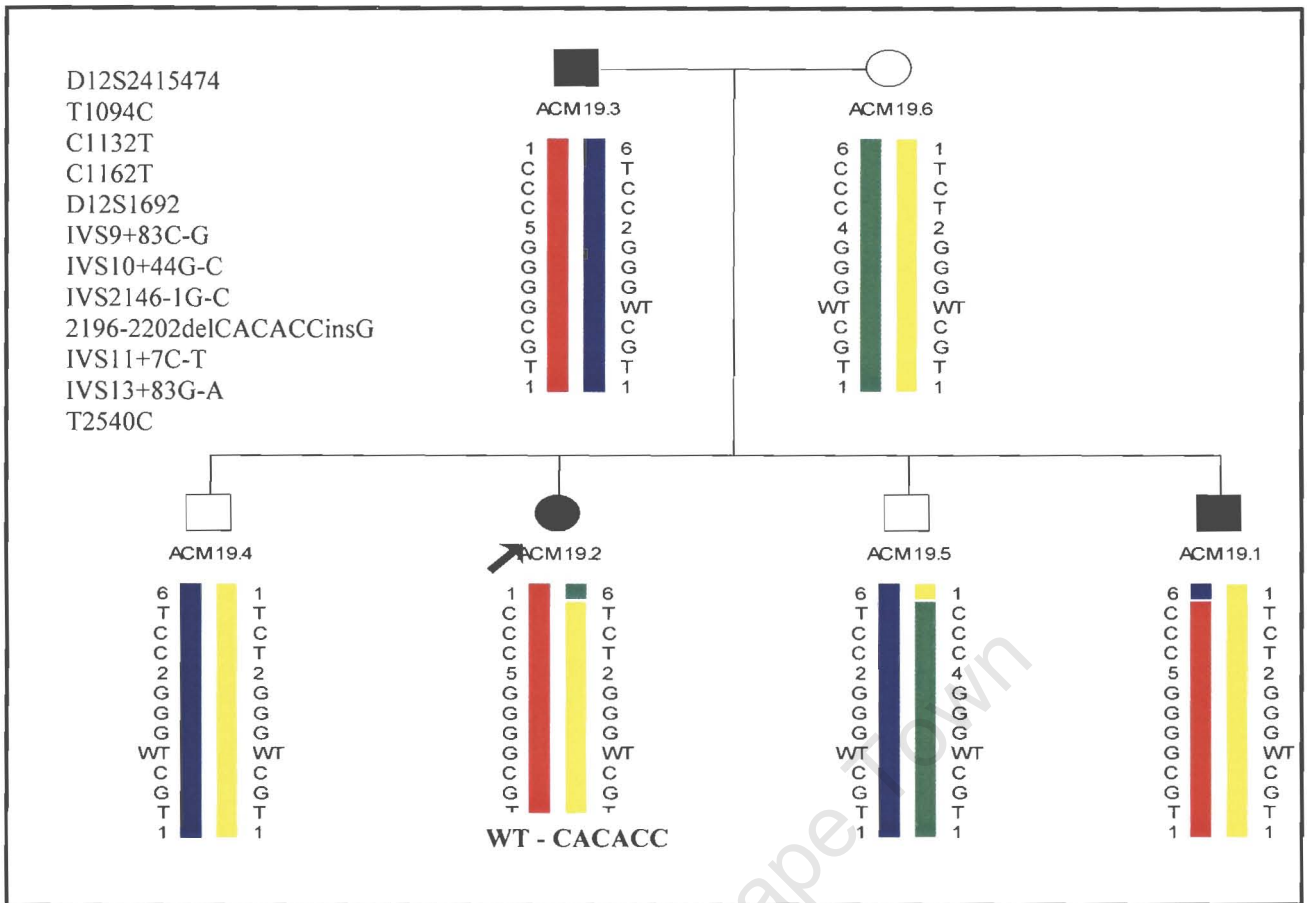 D12S2415474
T1094C
C1132T
C1162T
D12S1692
IVS9+83C-G
IVS10+44G-C
IVS2146-1G-C
2196-2202delCACACCinsG
IVS11+7C-T
IVS13+83G-A
T2540C
ACM19.3 ACM19.6
1 6 6 1
C T C T
C C C C
C C C T
5 2 4 2
G G G G
G G G G
G G G G
G WT WT WT
C C C C
G G G G
T T T T
1 1 1 1
ACM19.4 ACM19.2 ACM19.5 ACM19.1
6 1 1 6 6 1 6 1
T T C T T C C T
C C C C C C C C
C T C T C C C T
2 2 5 2 2 4 5 2
G G G G G G G G
G G G G G G G G
G G G G G G G G
WT WT G WT WT WT G WT
C C C C C C C C
G G G G G G G G
T T T T T T T T
1 1 1 1 1 1
WT - CACACC
ape Town